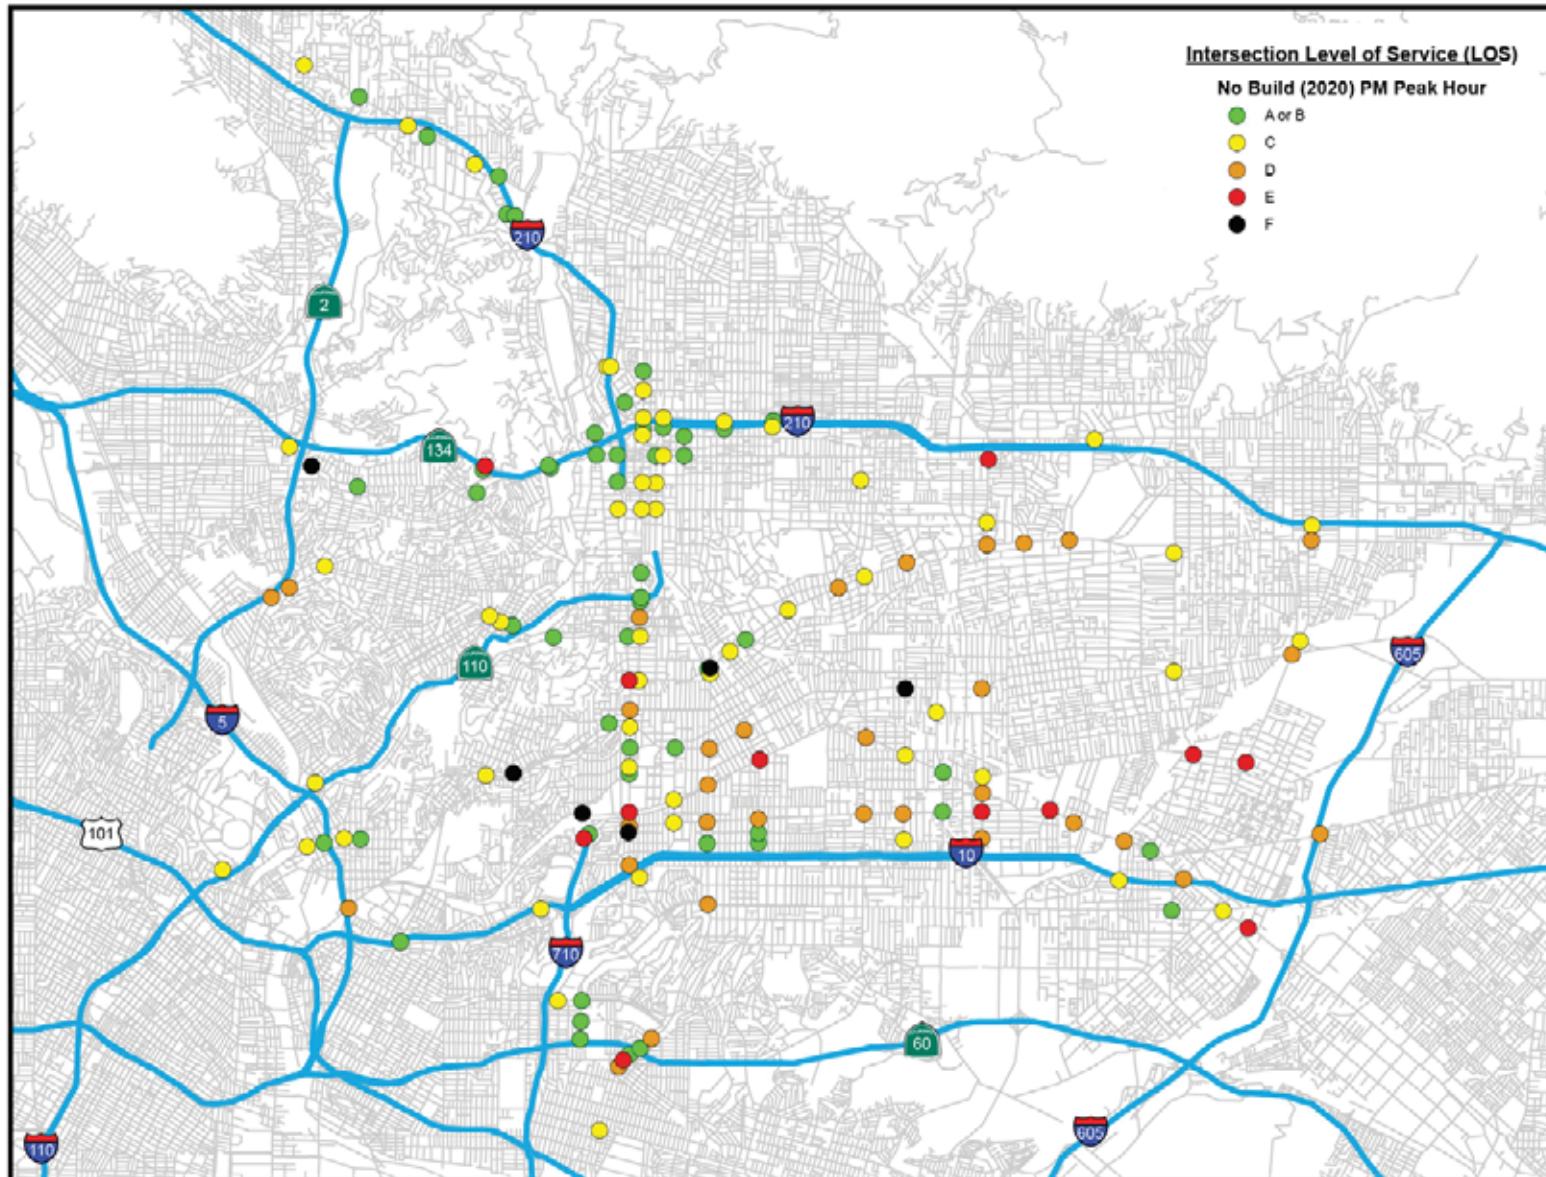 Intersection Level of Service (LOS)
No Build (2020) PM Peak Hour
A or B
C
D
E
F
210
2
134
210
110
605
5
101
10
710
60
605
110